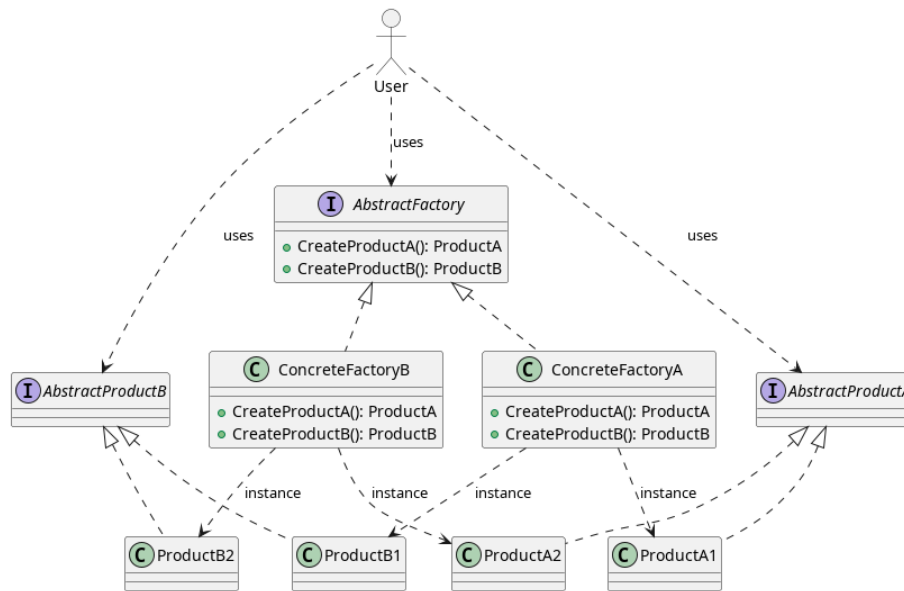 User
uses
I AbstractFactory
CreateProductA(): ProductA
CreateProductB(): ProductB
uses
uses
C ConcreteFactoryB
CreateProductA(): ProductA
CreateProductB(): ProductB
C ConcreteFactoryA
CreateProductA(): ProductA
CreateProductB(): ProductB
I AbstractProductB
I AbstractProductA
instance
instance
instance
instance
C ProductB2
C ProductB1
C ProductA2
C ProductA1